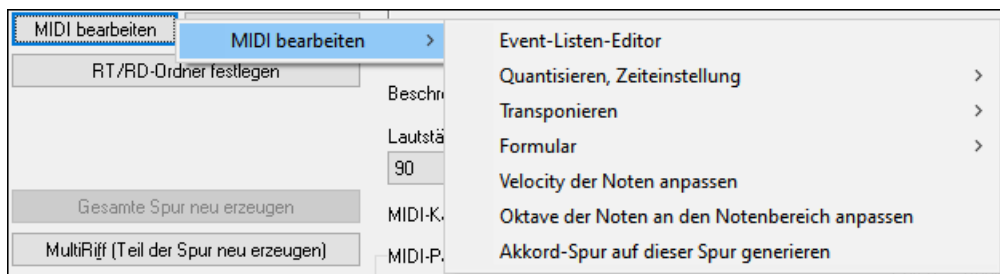 MIDI bearbeiten
MIDI bearbeiten
RT/RD-Ordner festlegen
Gesamte Spur neu erzeugen
MultiRiff (Teil der Spur neu erzeugen)
Beschre
Lautstä
90
MIDI-K
MIDI-P
Event-Listen-Editor
Quantisieren, Zeiteinstellung
Transponieren
Formular
Velocity der Noten anpassen
Oktave der Noten an den Notenbereich anpassen
Akkord-Spur auf dieser Spur generieren